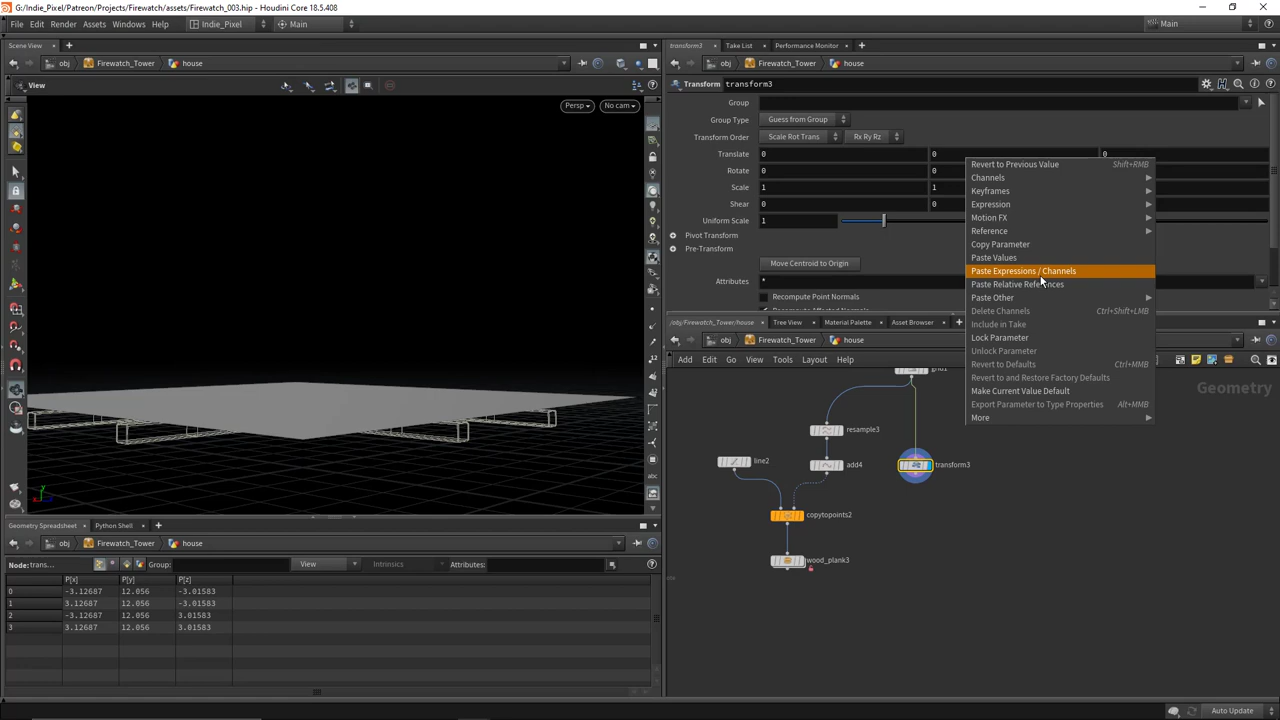 G:/Indie_Pixel/Patreon/Projects/Firewatch/assets/Firewatch_003.hip - Houdini Core 18.5.408
File Edit Render Assets Windows Help Indie_Pixel Main Main
Scene View
transform3 Take List Performance Monitor
obj Firewatch_Tower house
obj Firewatch_Tower house
View
Persp No cam
Transform transform3
Group
Group Type Guess from Group
Transform Order Scale Rot Trans Rx Ry Rz
Translate 0 0 0
Rotate 0 0
Scale 1 1
Shear 0 0
Uniform Scale 1
Pivot Transform
Pre-Transform
Move Centroid to Origin
Attributes *
Recompute Point Normals
Revert to Previous Value Shift+RMB
Channels
Keyframes
Expression
Motion FX
Reference
Copy Parameter
Paste Values
Paste Expressions / Channels
Paste Relative References
Paste Other
Delete Channels Ctrl+Shift+LMB
Include in Take
Lock Parameter
Unlock Parameter
Revert to Defaults Ctrl+MMB
Revert to and Restore Factory Defaults
Make Current Value Default
Export Parameter to Type Properties Alt+MMB
More
/obj/Firewatch_Tower/house Tree View Material Palette Asset Browser
obj Firewatch_Tower house
Add Edit Go View Tools Layout Help
Geometry
grid1
resample3
line2
add4
transform3
copytopoints2
wood_plank3
Geometry Spreadsheet Python Shell
obj Firewatch_Tower house
Node: trans... Group: View Intrinsics Attributes:
P[x] P[y] P[z]
0 -3.12687 12.056 -3.01583
1 3.12687 12.056 -3.01583
2 -3.12687 12.056 3.01583
3 3.12687 12.056 3.01583
Auto Update